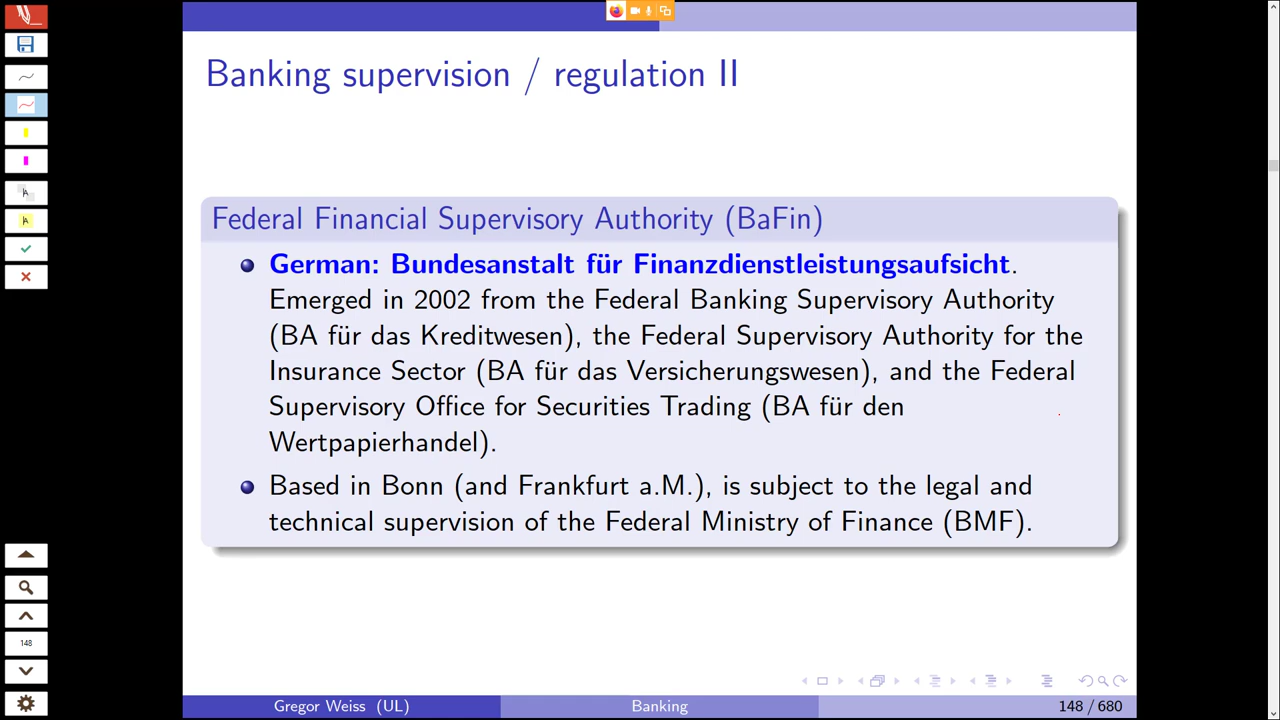 Banking supervision / regulation II
Federal Financial Supervisory Authority (BaFin)
German: Bundesanstalt für Finanzdienstleistungsaufsicht.
Emerged in 2002 from the Federal Banking Supervisory Authority
(BA für das Kreditwesen), the Federal Supervisory Authority for the
Insurance Sector (BA für das Versicherungswesen), and the Federal
Supervisory Office for Securities Trading (BA für den
Wertpapierhandel).
Based in Bonn (and Frankfurt a.M.), is subject to the legal and
technical supervision of the Federal Ministry of Finance (BMF).
148
Gregor Weiss (UL) Banking 148 / 680